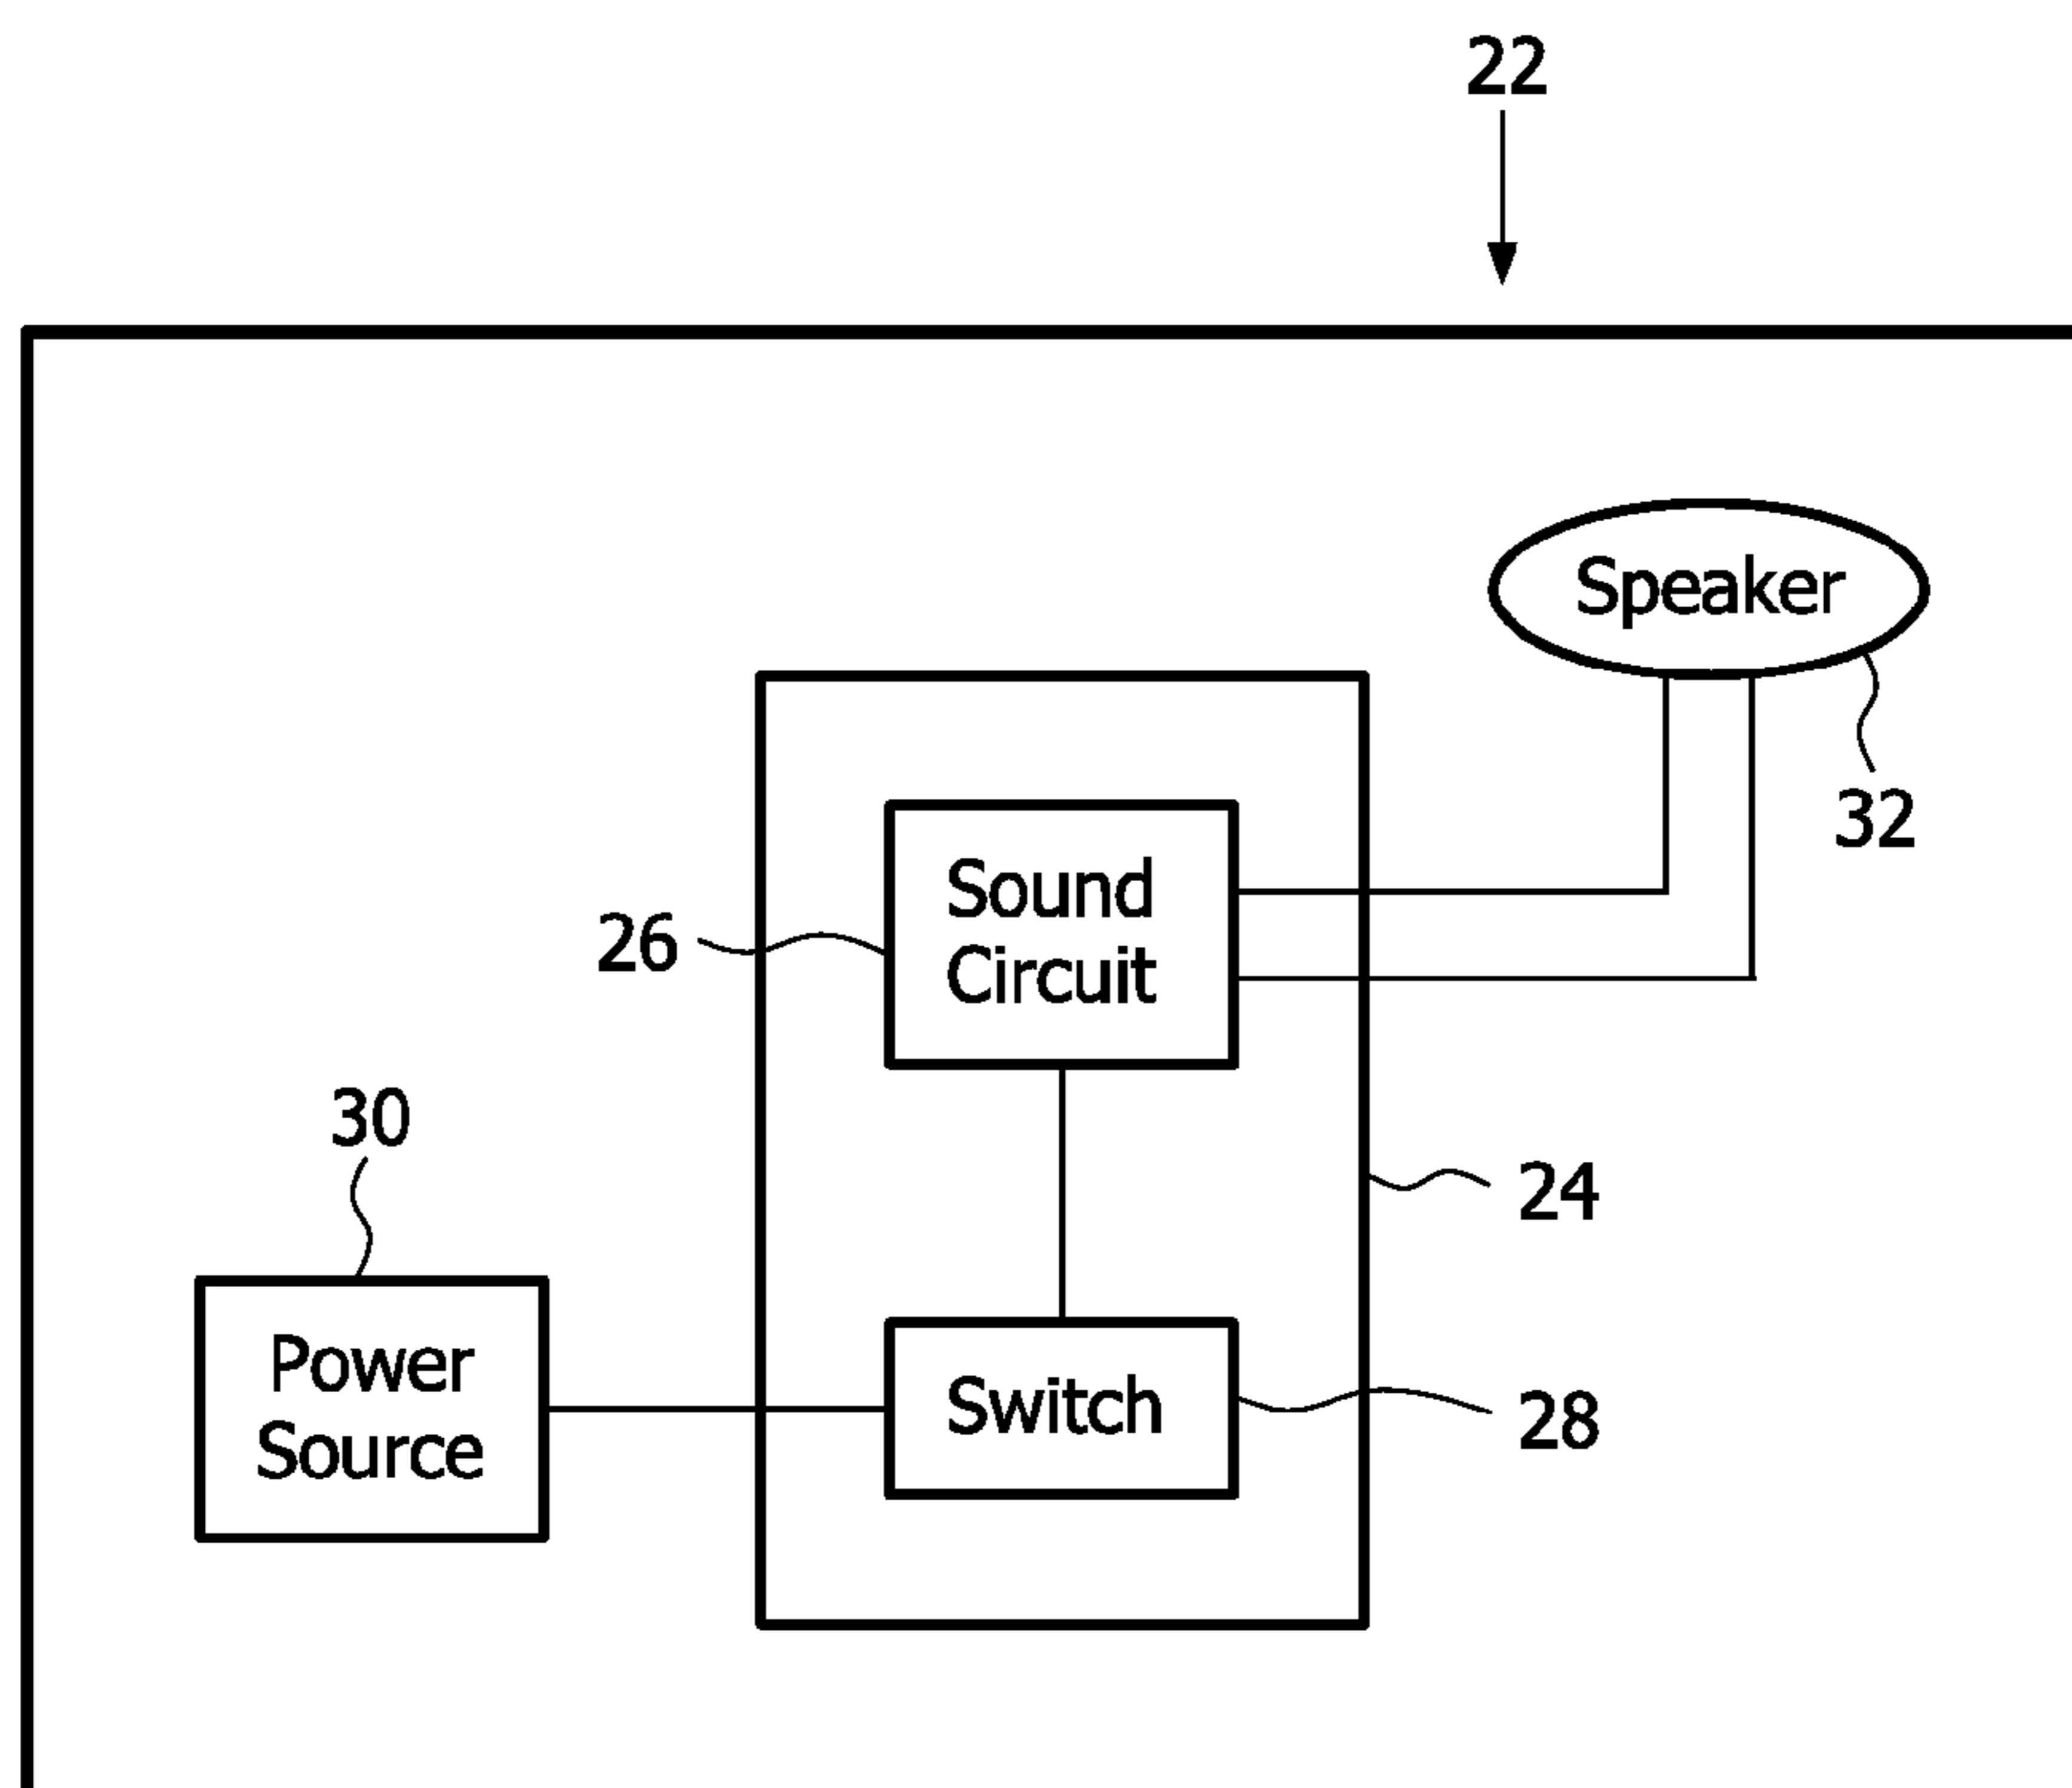 22
Speaker
32
Sound
Circuit
26
30
24
Power
Source
Switch
28